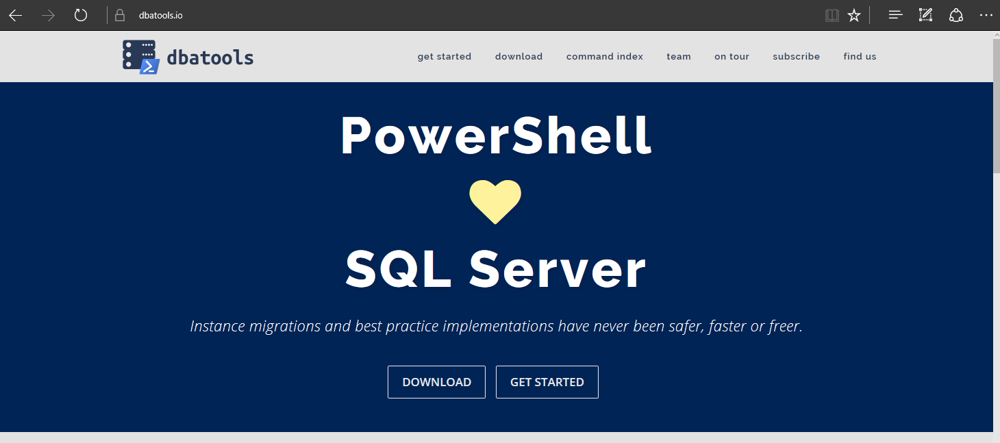 dbatools.io
dbatools
get started download command index team on tour subscribe find us
PowerShell
SQL Server
Instance migrations and best practice implementations have never been safer, faster or freer.
DOWNLOAD GET STARTED